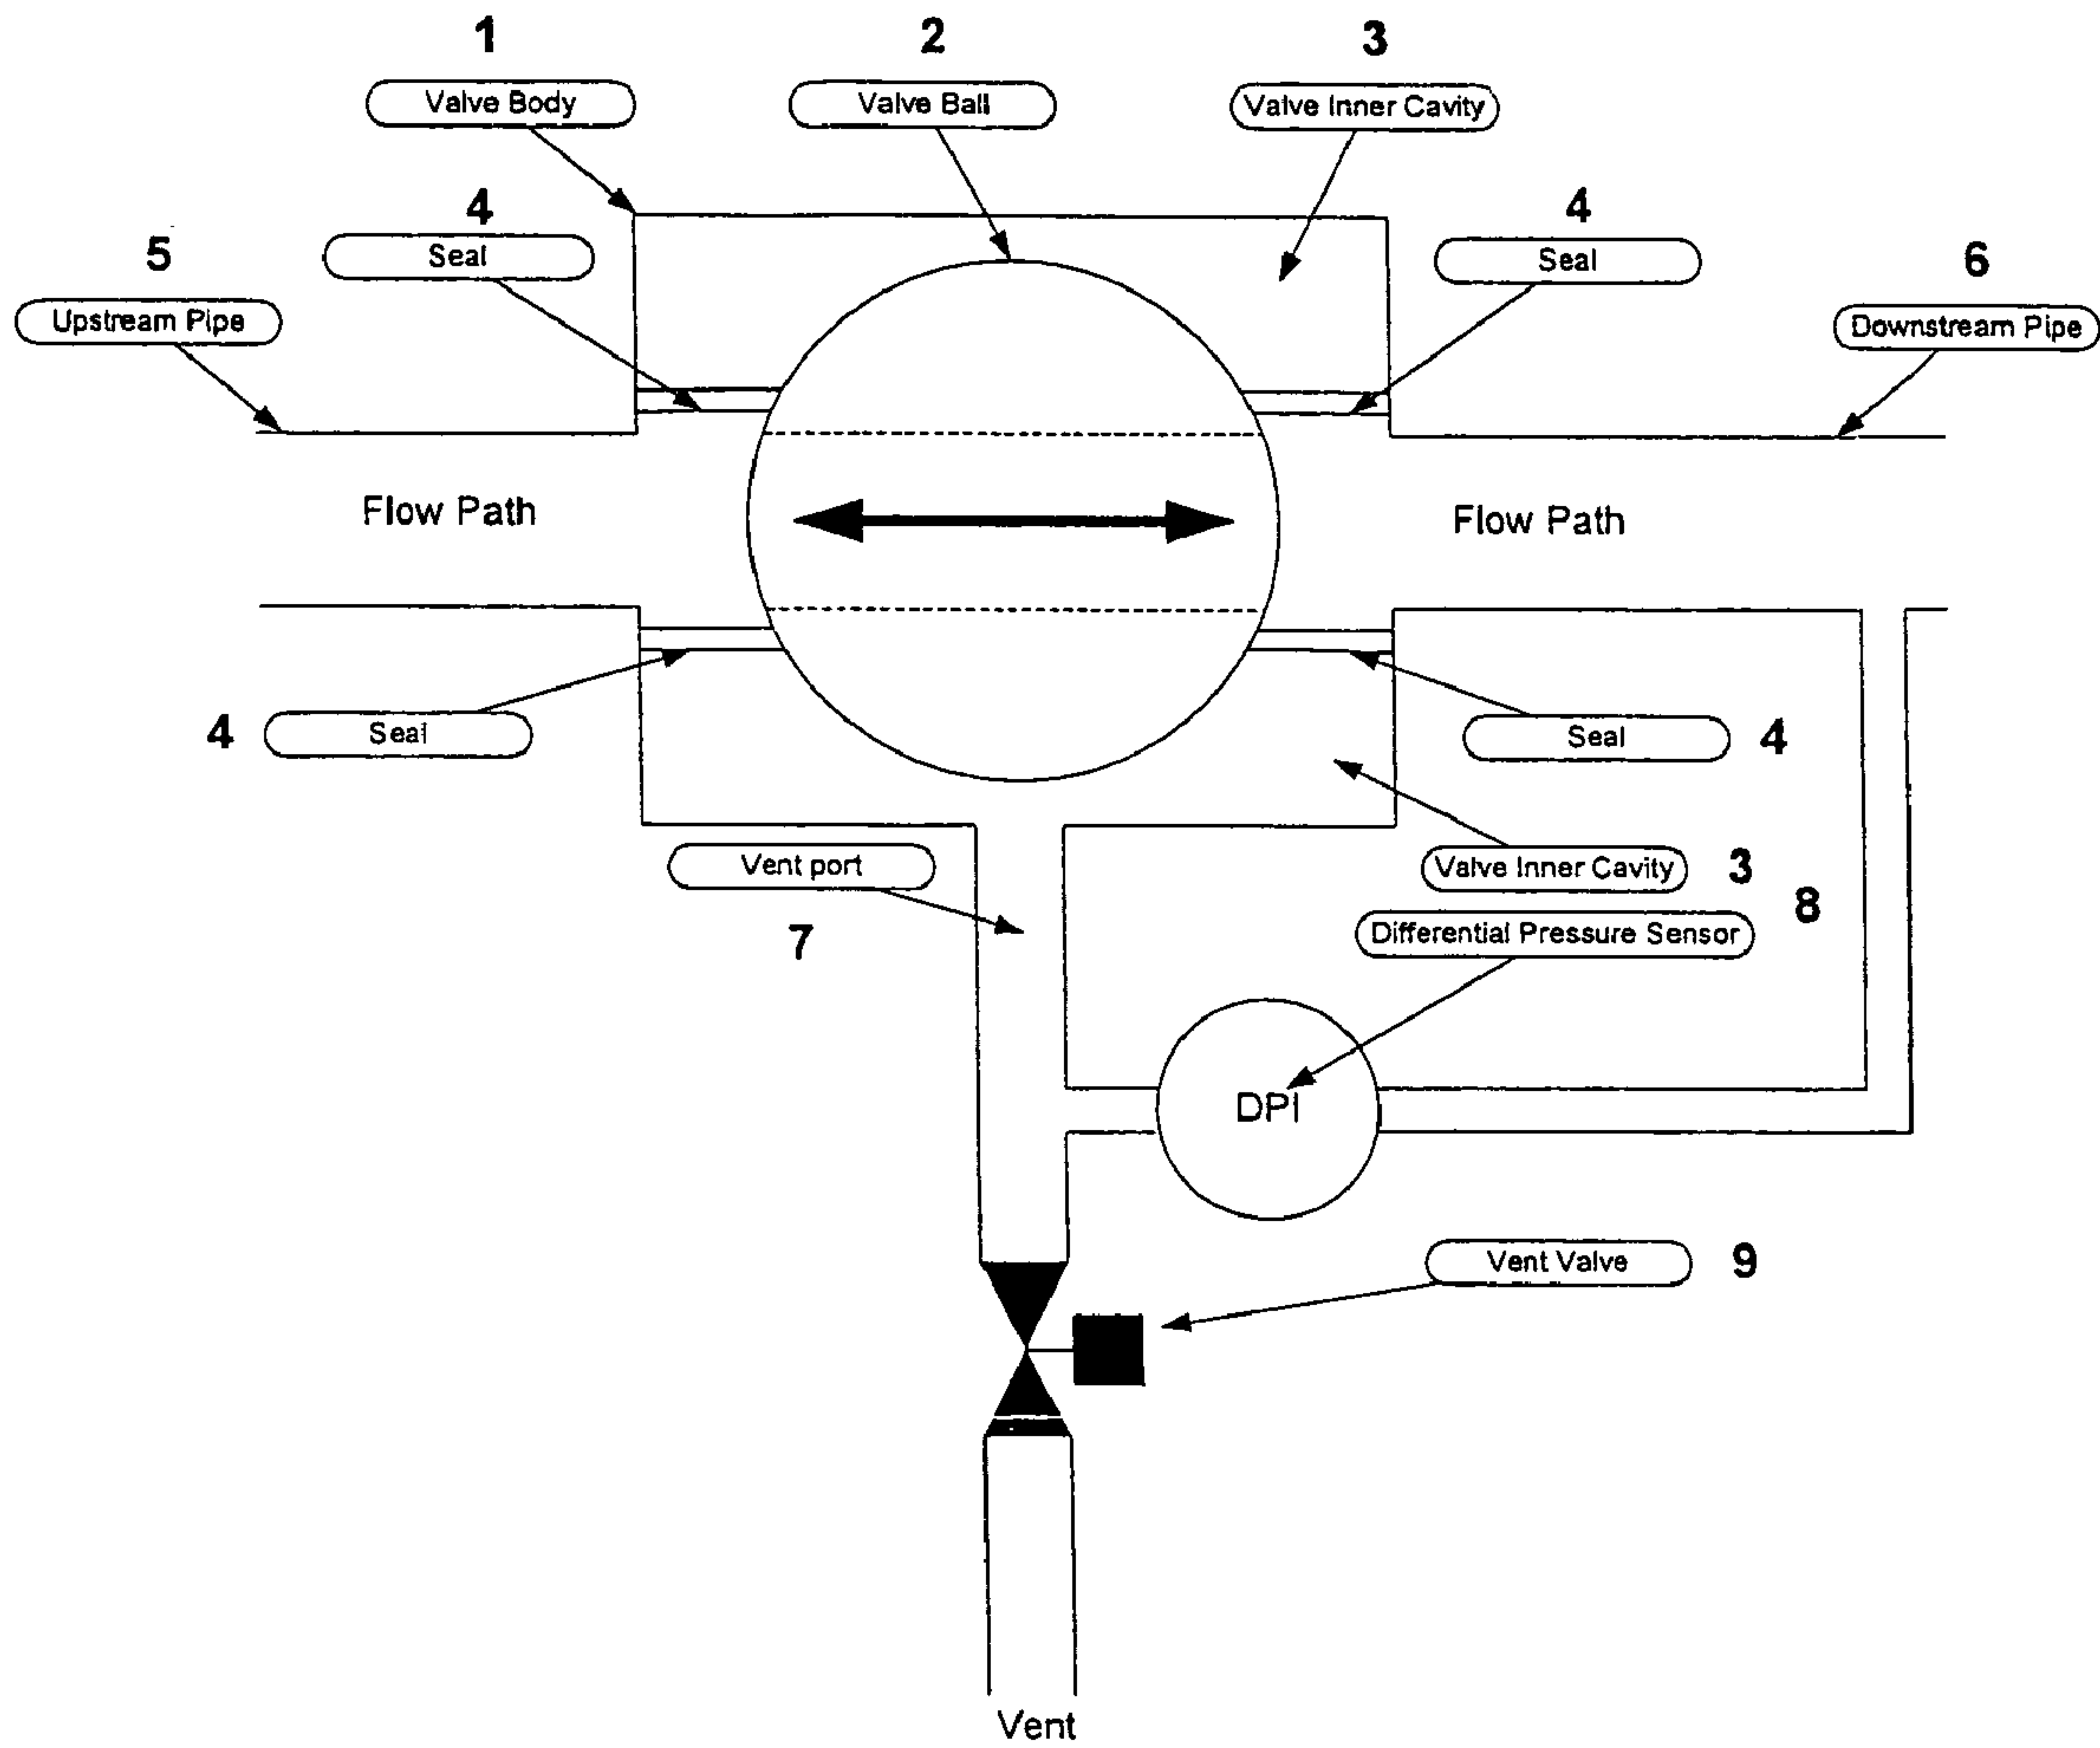 1
2
3
Valve Body
Valve Ball
Valve Inner Cavity
4
4
5
Seal
Seal
6
Upstream Pipe
Downstream Pipe
Flow Path
Flow Path
4
Seal
Seal
4
Vent port
Valve Inner Cavity
3
7
8
Differential Pressure Sensor
DPI
Vent Valve
9
Vent